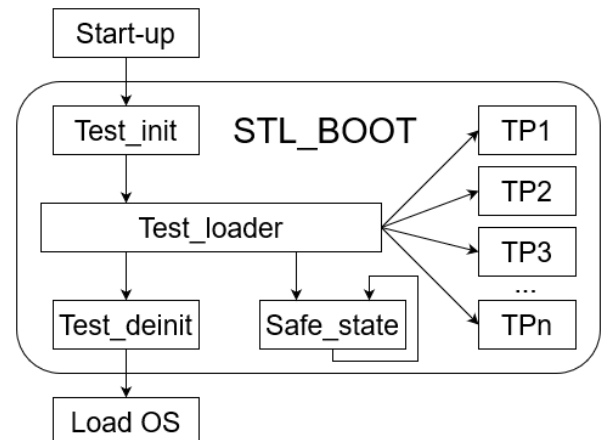 Start-up
Test_init
STL_BOOT
TP1
TP2
Test_loader
TP3
...
Test_deinit
Safe_state
TPn
Load OS